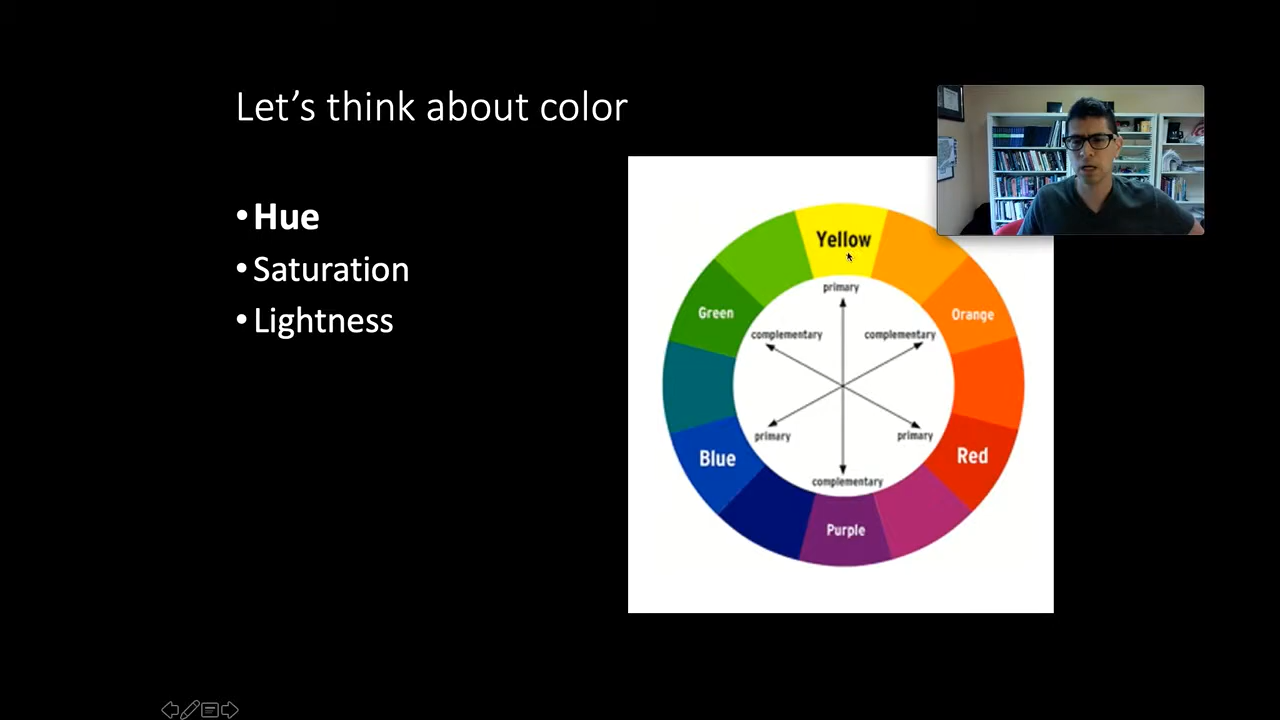 Let's think about color
•Hue
•Saturation
•Lightness
Yellow
primary
Green
Orange
complementary
complementary
primary
primary
Blue
Red
complementary
Purple